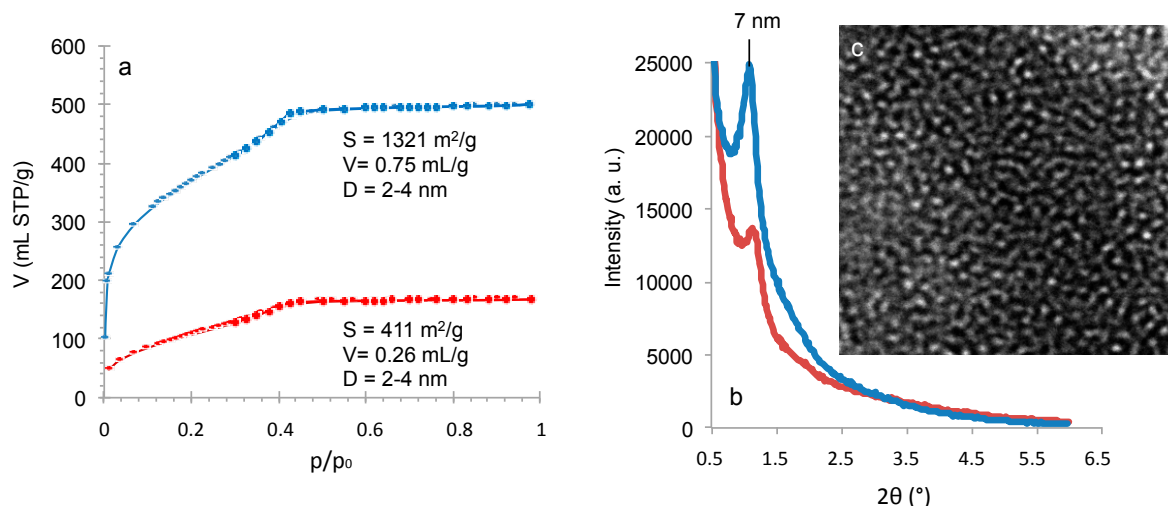 a
600
500
400
300
200
100
0
V (mL STP/g)
S = 1321 m²/g
V= 0.75 mL/g
D = 2-4 nm
S = 411 m²/g
V= 0.26 mL/g
D = 2-4 nm
0
0.2
0.4
0.6
0.8
1
p/p₀
7 nm
c
25000
20000
15000
10000
5000
0
Intensity (a. u.)
b
0.5
1.5
2.5
3.5
4.5
5.5
6.5
2θ (°)